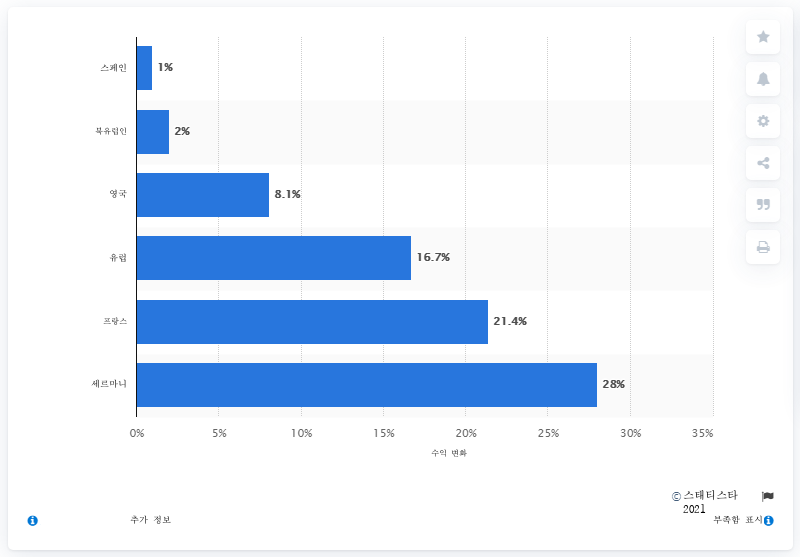 스페인
1%
북유럽인
2%
영국
8.1%
유럽
16.7%
프랑스
21.4%
세르마니
28%
0% 5% 10% 15% 20% 25% 30% 35%
수익 변화
© 스태티스타
2021
추가 정보
부족함 표시